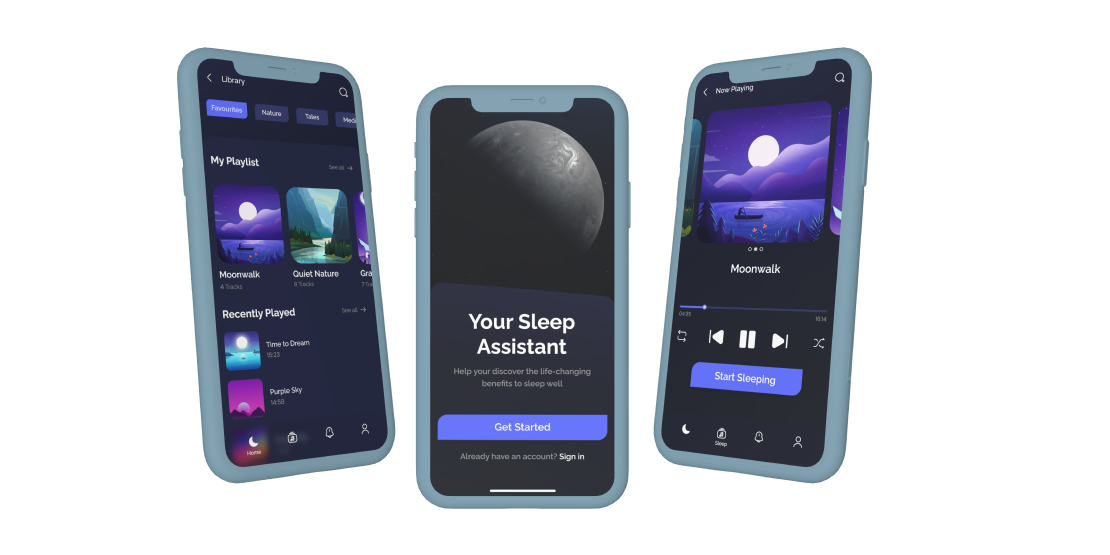 Library
Favourites
Nature
Tales
Medi
My Playlist
See all
Moonwalk
4 Tracks
Quiet Nature
8 Tracks
Gra
7 Tr
Recently Played
See all
Time to Dream
15:23
Purple Sky
14:58
Home
Your Sleep
Assistant
Help your discover the life-changing
benefits to sleep well
Get Started
Already have an account? Sign in
Now Playing
Moonwalk
04:35
16:14
Start Sleeping
Sleep